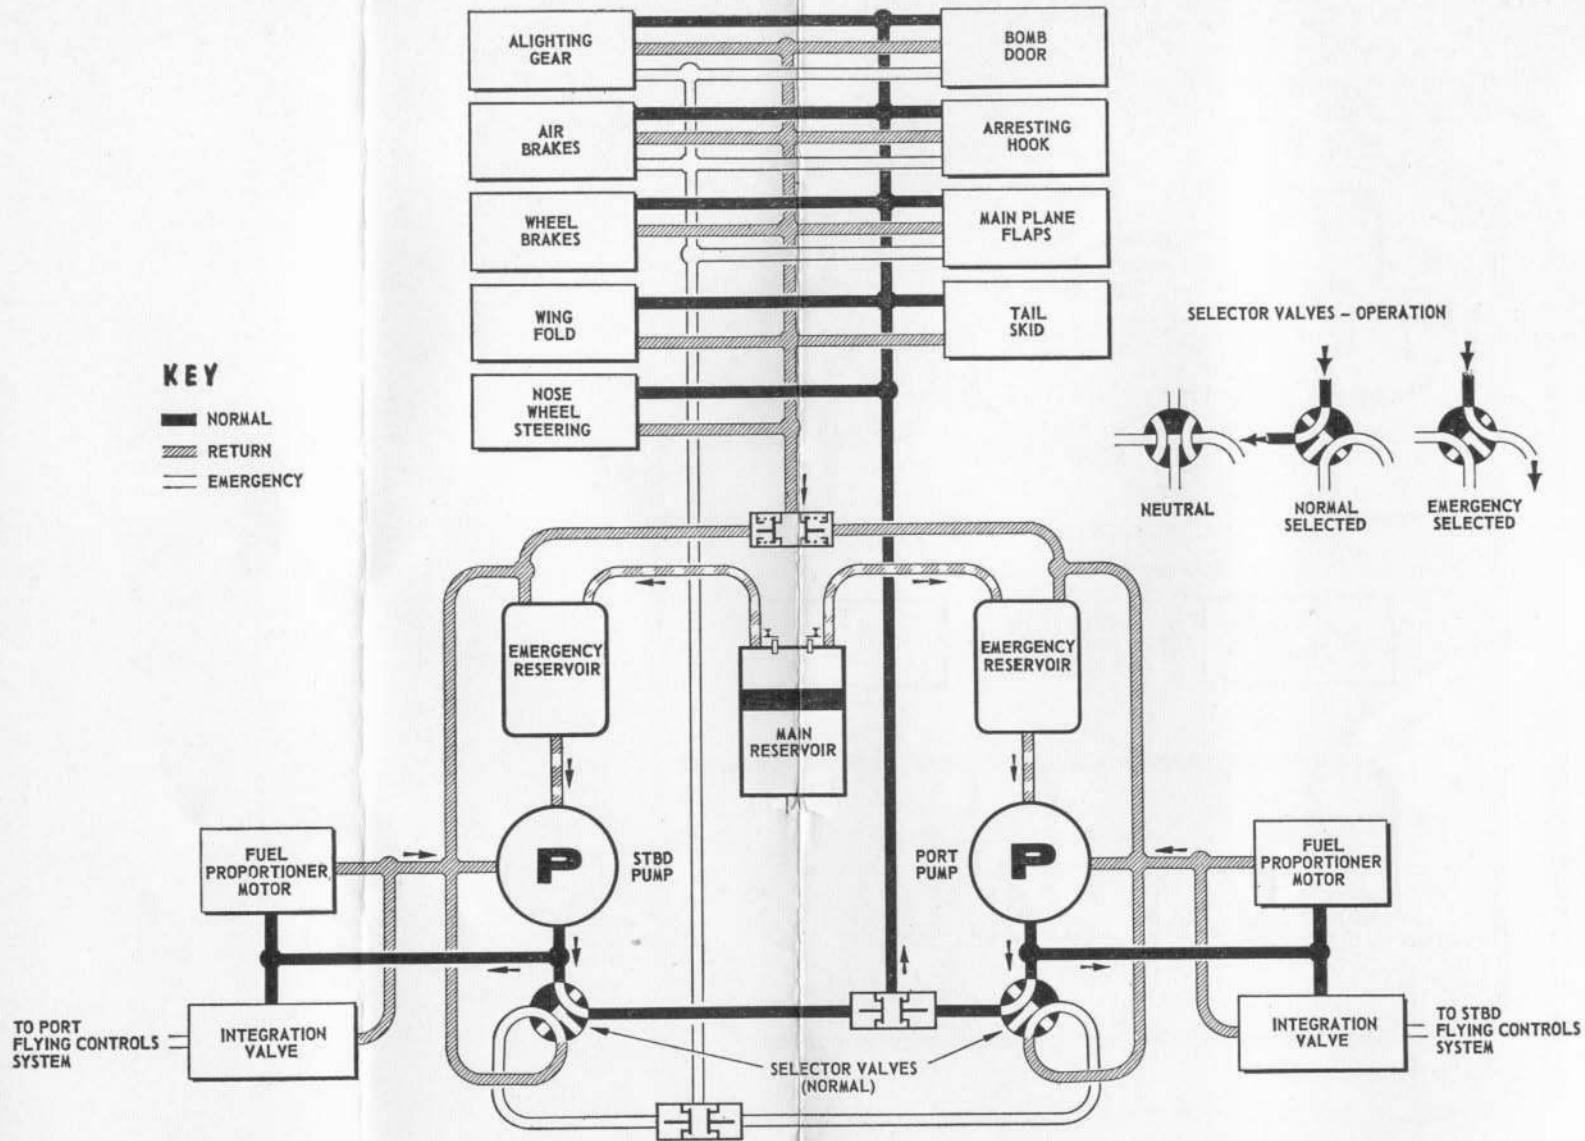 ALIGHTING
GEAR
BOMB
DOOR
AIR
BRAKES
ARRESTING
HOOK
WHEEL
BRAKES
MAIN PLANE
FLAPS
WING
FOLD
TAIL
SKID
NOSE
WHEEL
STEERING
KEY
NORMAL
RETURN
EMERGENCY
SELECTOR VALVES – OPERATION
NEUTRAL
NORMAL
SELECTED
EMERGENCY
SELECTED
EMERGENCY
RESERVOIR
MAIN
RESERVOIR
EMERGENCY
RESERVOIR
FUEL
PROPORTIONER
MOTOR
P
STBD
PUMP
PORT
PUMP
P
FUEL
PROPORTIONER
MOTOR
TO PORT
FLYING CONTROLS
SYSTEM
INTEGRATION
VALVE
SELECTOR VALVES
(NORMAL)
INTEGRATION
VALVE
TO STBD
FLYING CONTROLS
SYSTEM